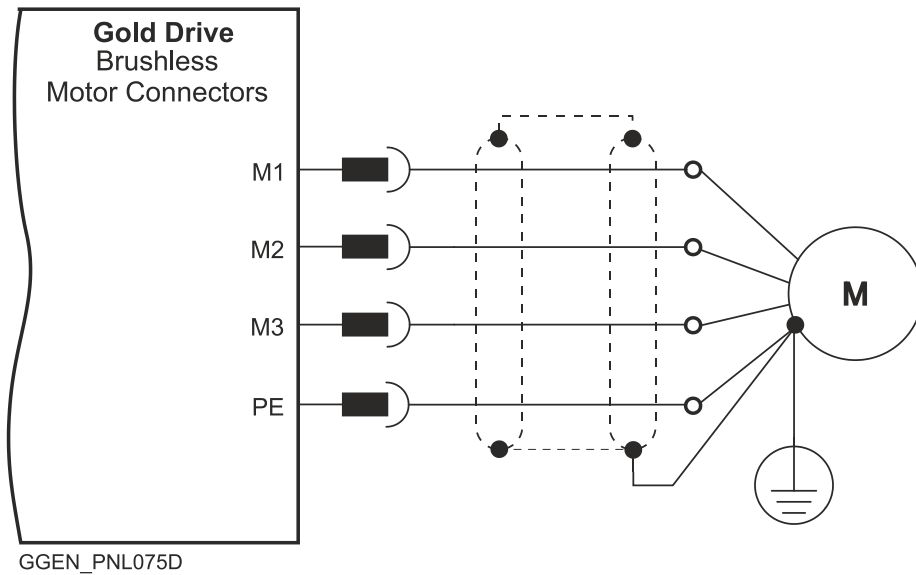 Gold Drive
Brushless
Motor Connectors
M1
M2
M3
PE
M
GGEN_PNL075D